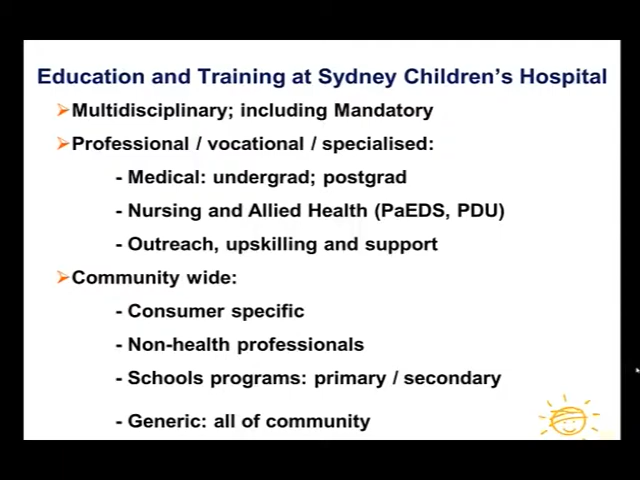 Education and Training at Sydney Children's Hospital
Multidisciplinary; including Mandatory
Professional / vocational / specialised:
- Medical: undergrad; postgrad
- Nursing and Allied Health (PaEDS, PDU)
- Outreach, upskilling and support
Community wide:
- Consumer specific
- Non-health professionals
- Schools programs: primary / secondary
- Generic: all of community